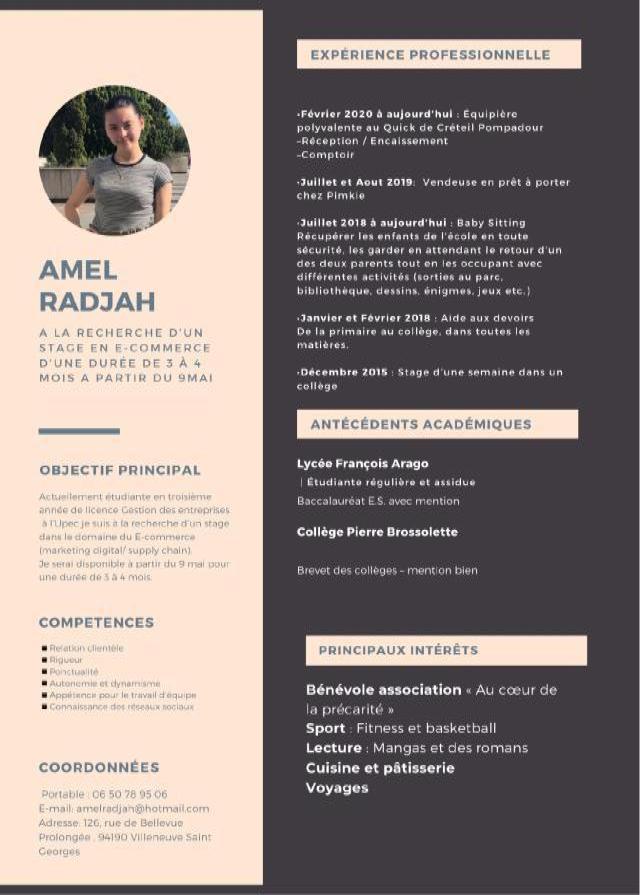 AMEL
RADJAH
A LA RECHERCHE D'UN
STAGE EN E-COMMERCE
D'UNE DURÉE DE 3 À 4
MOIS A PARTIR DU 9MAI
OBJECTIF PRINCIPAL
Actuellement étudiante en troisième
année de licence Gestion des entreprises
à l'Upec je suis à la recherche d'un stage
dans le domaine du E-commerce
(marketing digital/ supply chain).
Je serai disponible à partir du 9 mai pour
une durée de 3 à 4 mois.
COMPETENCES
■ Relation clientèle
■ Rigueur
■ Ponctualité
■ Autonomie et dynamisme
■ Appétence pour le travail d'équipe
■ Connaissance des réseaux sociaux
COORDONNÉES
Portable : 06 50 78 95 06
E-mail: amelradjah@hotmail.com
Adresse: 126, rue de Bellevue
Prolongée , 94190 Villeneuve Saint
Georges
EXPÉRIENCE PROFESSIONNELLE
•Février 2020 à aujourd'hui : Équipière
polyvalente au Quick de Créteil Pompadour
–Réception / Encaissement
–Comptoir
•Juillet et Aout 2019: Vendeuse en prêt à porter
chez Pimkie
•Juillet 2018 à aujourd'hui : Baby Sitting
Récupérer les enfants de l'école en toute
sécurité, les garder en attendant le retour d'un
des deux parents tout en les occupant avec
différentes activités (sorties au parc,
bibliothèque, dessins, énigmes, jeux etc.)
•Janvier et Février 2018 : Aide aux devoirs
De la primaire au collège, dans toutes les
matières.
•Décembre 2015 : Stage d'une semaine dans un
collège
ANTÉCÉDENTS ACADÉMIQUES
Lycée François Arago
| Étudiante régulière et assidue
Baccalauréat E.S. avec mention
Collège Pierre Brossolette
Brevet des collèges – mention bien
PRINCIPAUX INTÉRÊTS
Bénévole association « Au cœur de
la précarité »
Sport : Fitness et basketball
Lecture : Mangas et des romans
Cuisine et pâtisserie
Voyages